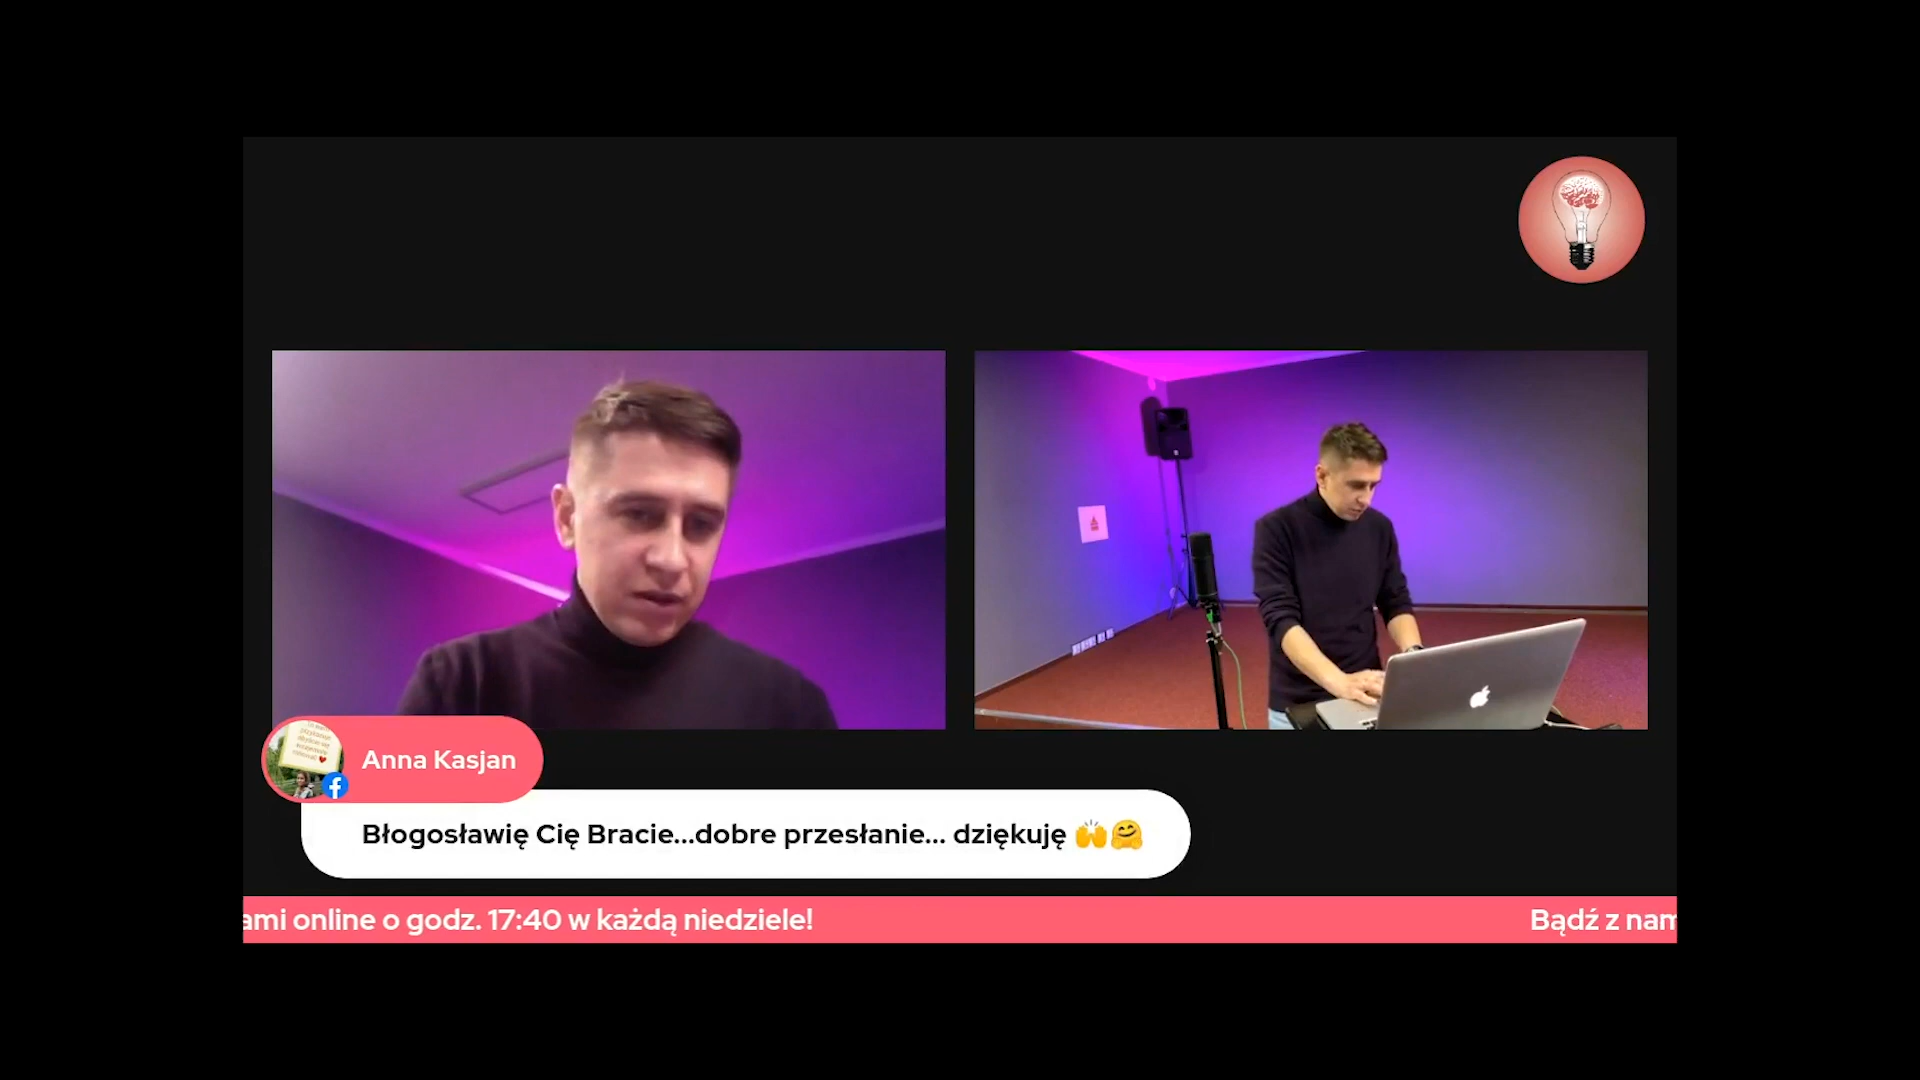 Anna Kasjan
Błogosławię Cię Bracie...dobre przesłanie... dziękuję 🙌🤗
ami online o godz. 17:40 w każdą niedziele!
Bądź z nam